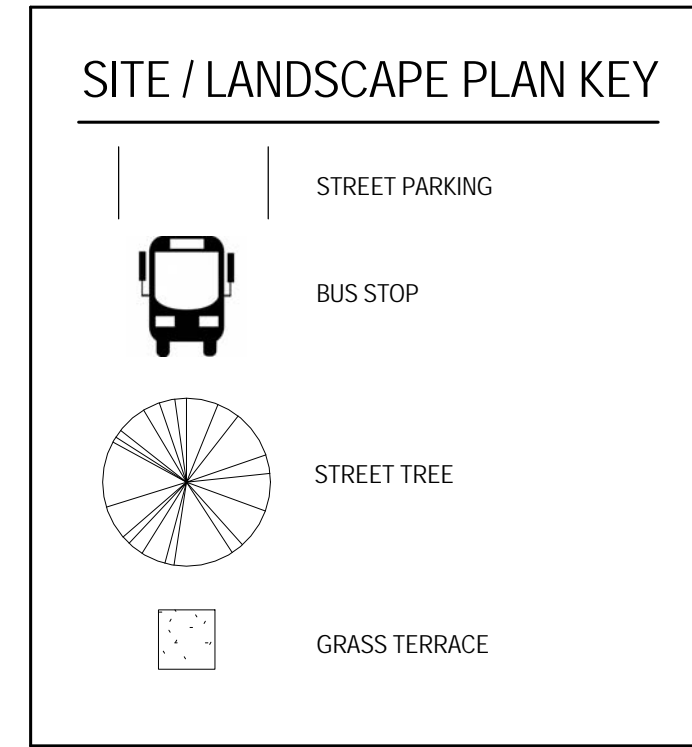 SITE / LANDSCAPE PLAN KEY
STREET PARKING
BUS STOP
STREET TREE
GRASS TERRACE